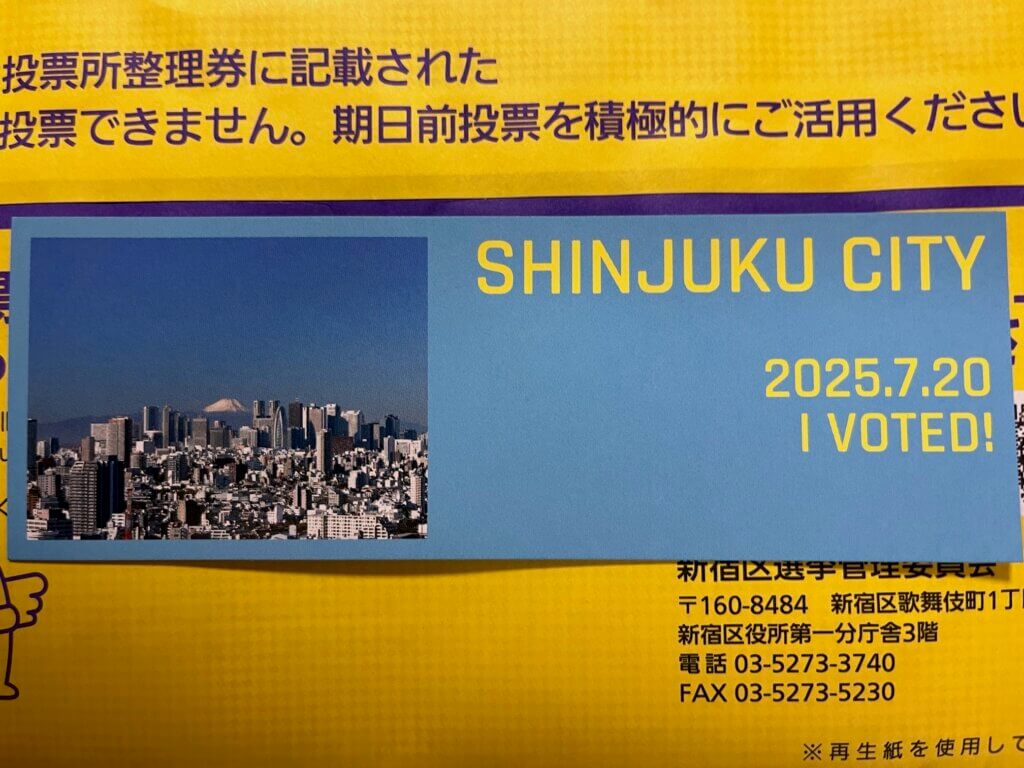 投票所整理券に記載された
投票できません。期日前投票を積極的にご活用くださ
SHINJUKU CITY
2025.7.20
I VOTED!
新宿区選挙管理委員会
〒160-8484 新宿区歌舞伎町1丁
新宿区役所第一分庁舎3階
電話 03-5273-3740
FAX 03-5273-5230
※再生紙を使用して